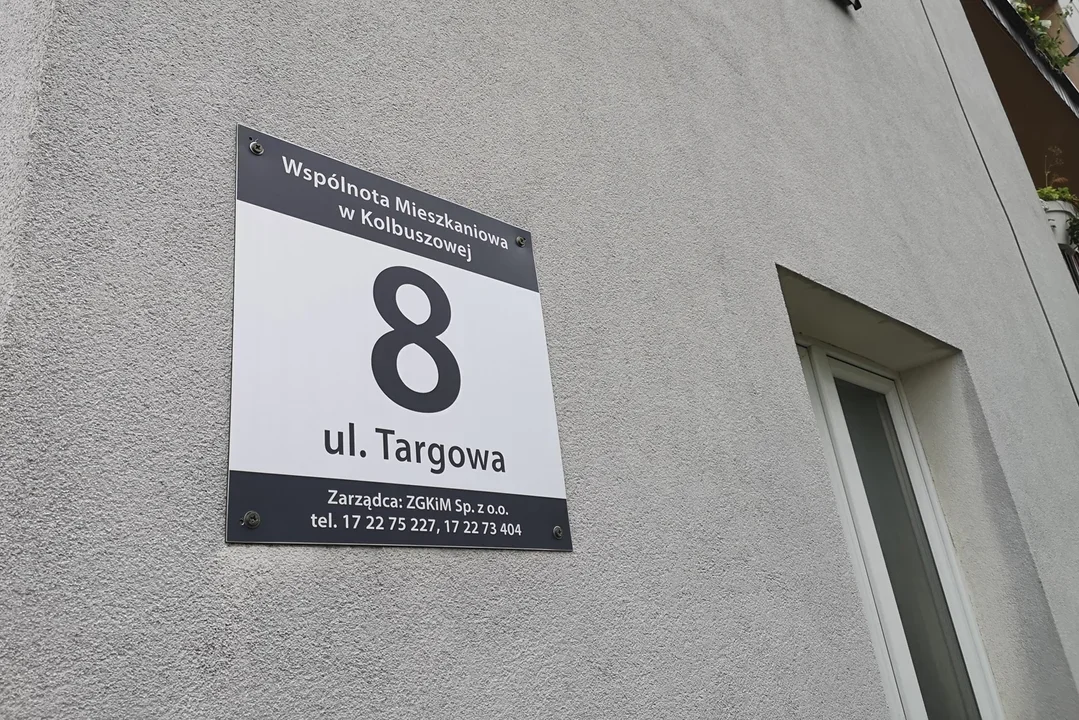 Wspólnota Mieszkaniowa
w Kolbuszowej
8
ul. Targowa
Zarządca: ZGKiM Sp. z o.o.
tel. 17 22 75 227, 17 22 73 404